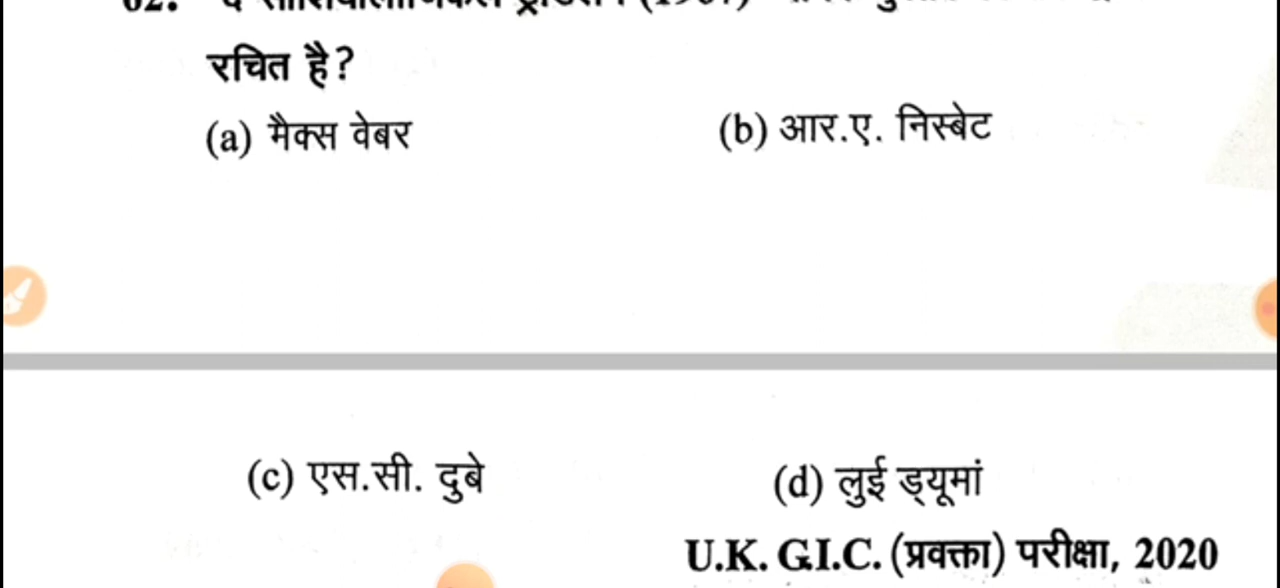 रचित है?
(a) मैक्स वेबर (b) आर.ए. निस्बेट
(c) एस.सी. दुबे (d) लुई ड्यूमां
U.K. G.I.C. (प्रवक्ता) परीक्षा, 2020